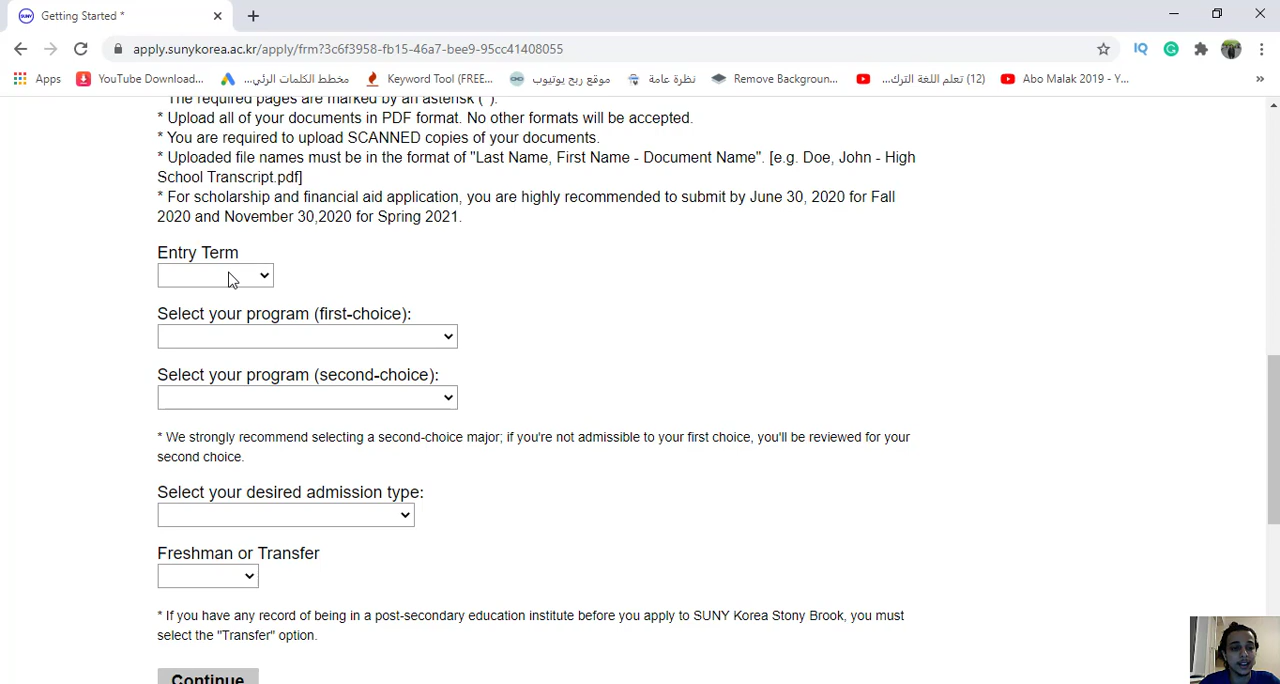 Getting Started *
apply.sunykorea.ac.kr/apply/frm?3c6f3958-fb15-46a7-bee9-95cc41408055
IQ
Apps YouTube Download... مخطط الكلمات الرئي... Keyword Tool (FREE... موقع ربح يوتيوب نظرة عامة Remove Backgroun... (12) تعلم اللغة الترك... Abo Malak 2019 - Y... »
* The required pages are marked by an asterisk (*).
* Upload all of your documents in PDF format. No other formats will be accepted.
* You are required to upload SCANNED copies of your documents.
* Uploaded file names must be in the format of "Last Name, First Name - Document Name". [e.g. Doe, John - High
School Transcript.pdf]
* For scholarship and financial aid application, you are highly recommended to submit by June 30, 2020 for Fall
2020 and November 30,2020 for Spring 2021.
Entry Term
Select your program (first-choice):
Select your program (second-choice):
* We strongly recommend selecting a second-choice major; if you're not admissible to your first choice, you'll be reviewed for your
second choice.
Select your desired admission type:
Freshman or Transfer
* If you have any record of being in a post-secondary education institute before you apply to SUNY Korea Stony Brook, you must
select the "Transfer" option.
Continue